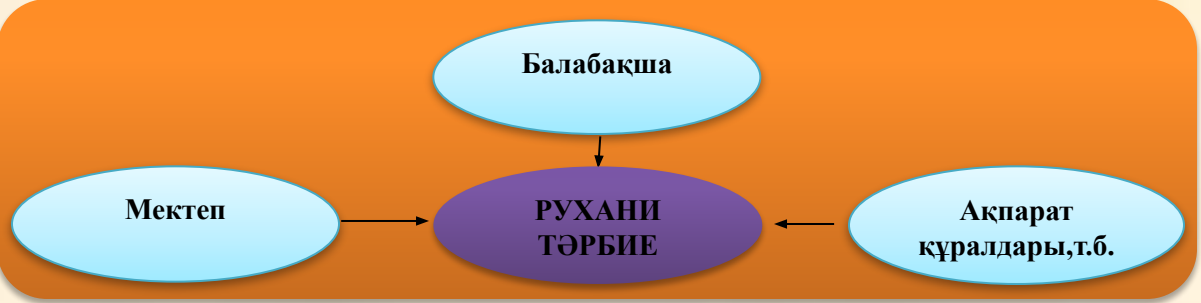 Балабақша
Мектеп
РУХАНИ
ТӘРБИЕ
Ақпарат
құралдары,т.б.